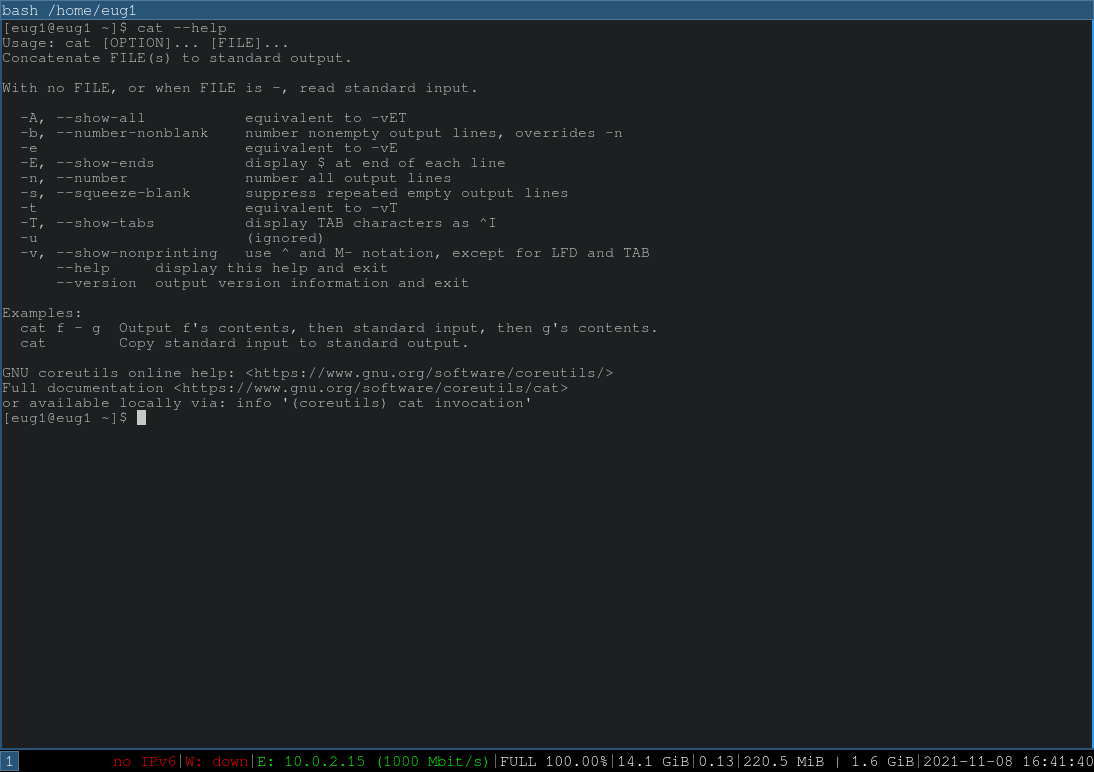 bash /home/eug1
[eug1@eug1 ~]$ cat --help
Usage: cat [OPTION]... [FILE]...
Concatenate FILE(s) to standard output.

With no FILE, or when FILE is -, read standard input.

  -A, --show-all           equivalent to -vET
  -b, --number-nonblank    number nonempty output lines, overrides -n
  -e                       equivalent to -vE
  -E, --show-ends          display $ at end of each line
  -n, --number             number all output lines
  -s, --squeeze-blank      suppress repeated empty output lines
  -t                       equivalent to -vT
  -T, --show-tabs          display TAB characters as ^I
  -u                       (ignored)
  -v, --show-nonprinting   use ^ and M- notation, except for LFD and TAB
      --help     display this help and exit
      --version  output version information and exit

Examples:
  cat f - g  Output f's contents, then standard input, then g's contents.
  cat        Copy standard input to standard output.

GNU coreutils online help: <https://www.gnu.org/software/coreutils/>
Full documentation <https://www.gnu.org/software/coreutils/cat>
or available locally via: info '(coreutils) cat invocation'
[eug1@eug1 ~]$
1 no IPv6|W: down|E: 10.0.2.15 (1000 Mbit/s)|FULL 100.00%|14.1 GiB|0.13|220.5 MiB | 1.6 GiB|2021-11-08 16:41:40